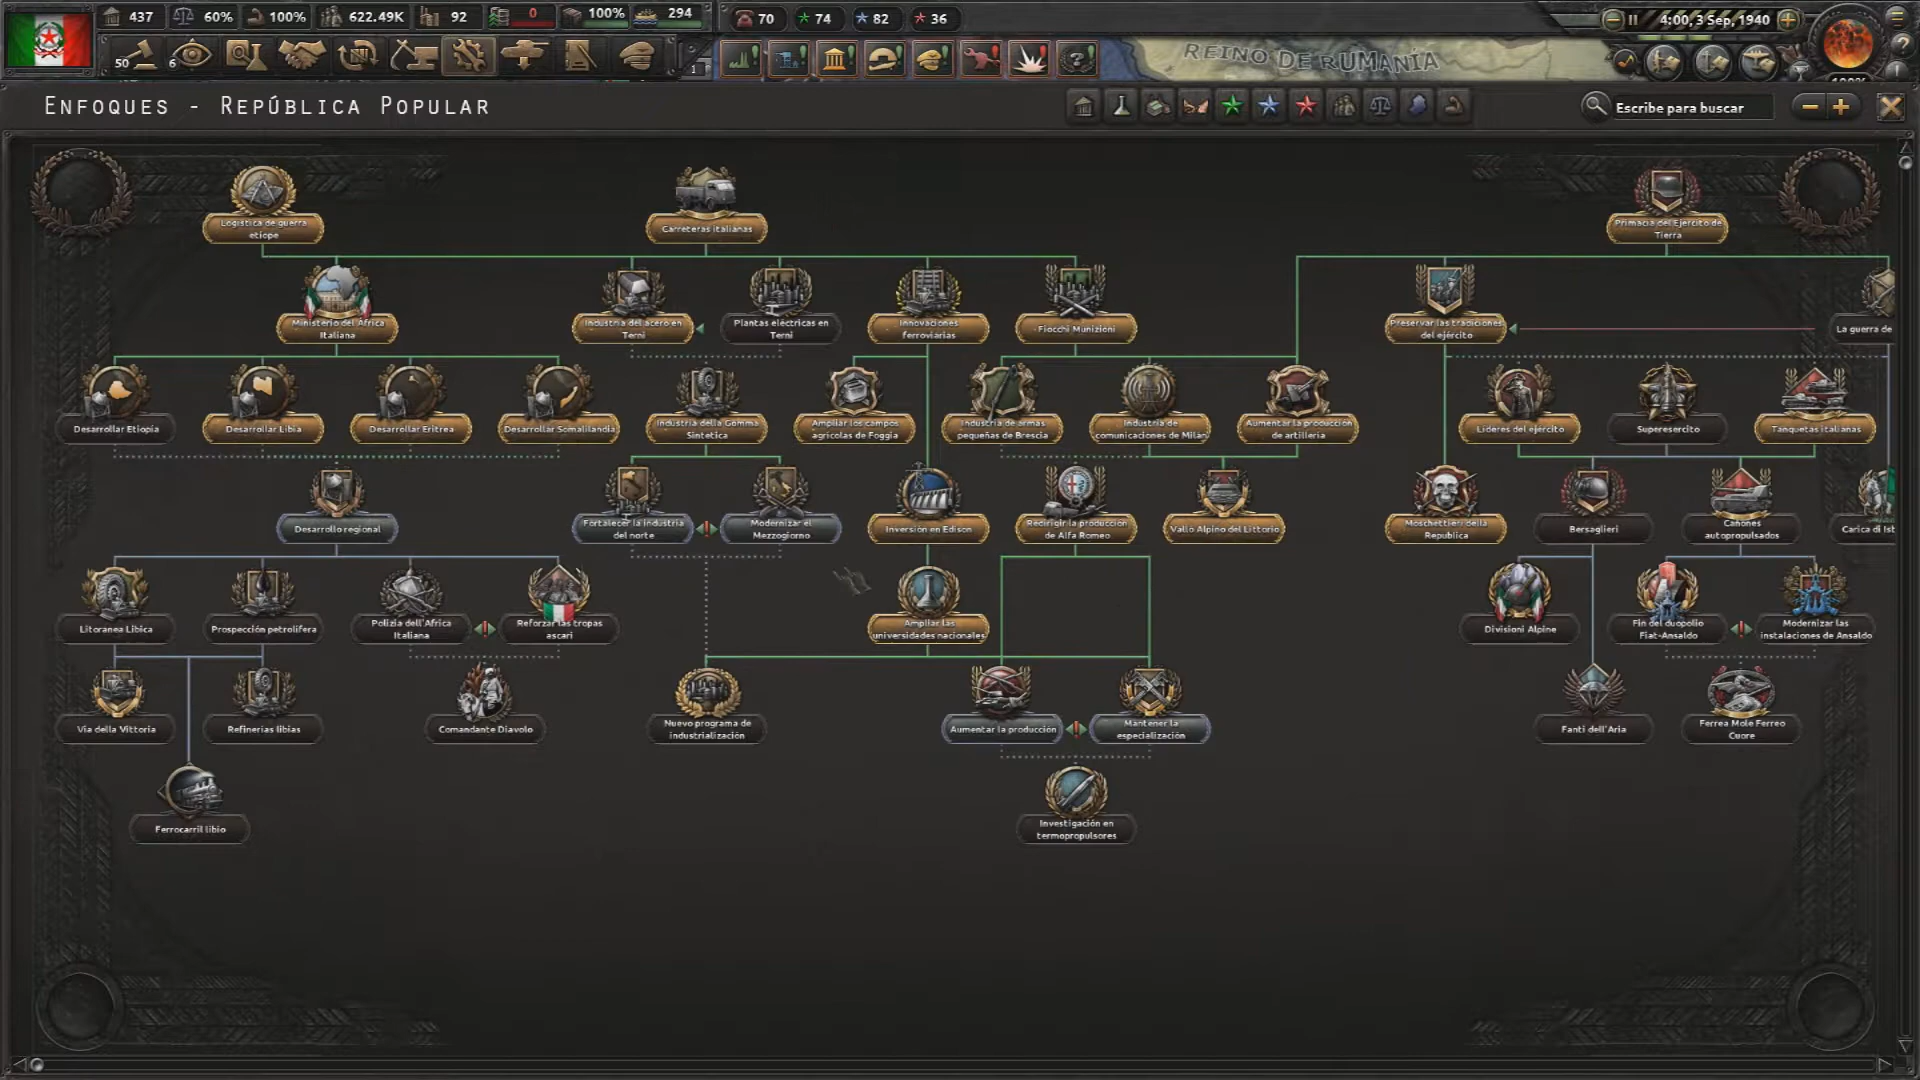 437 60% 100% 622.49K 92 0 100% 294 70 74 82 36
4:00, 3 Sep, 1940
50 6 1
REINO DE RUMANÍA
100%
ENFOQUES - REPÚBLICA POPULAR
Escribe para buscar
Logística de guerra
etíope
Carreteras italianas
Primacía del Ejército de
Tierra
Ministerio del África
Italiana
Industria del acero en
Terni
Plantas eléctricas en
Terni
Innovaciones
ferroviarias
Fiocchi Munizioni
Preservar las tradiciones
del ejército
La guerra de
Desarrollar Etiopía
Desarrollar Libia
Desarrollar Eritrea
Desarrollar Somalilandia
Industria della Gomma
Sintetica
Ampliar los campos
agrícolas de Foggia
Industria de armas
pequeñas de Brescia
Industria de
comunicaciones de Milán
Aumentar la producción
de artillería
Líderes del ejército
Superesercito
Tanquetas italianas
Desarrollo regional
Fortalecer la industria
del norte
Modernizar el
Mezzogiorno
Inversión en Edison
Redirigir la producción
de Alfa Romeo
Vallo Alpino del Littorio
Moschettieri della
Republica
Bersaglieri
Cañones
autopropulsados
Carica di Ist
Litoranea Libica
Prospección petrolífera
Polizia dell'Africa
Italiana
Reforzar las tropas
ascari
Ampliar las
universidades nacionales
Divisioni Alpine
Fin del duopolio
Fiat-Ansaldo
Modernizar las
instalaciones de Ansaldo
Via della Vittoria
Refinerías libias
Comandante Diavolo
Nuevo programa de
industrialización
Aumentar la producción
Mantener la
especialización
Fanti dell'Aria
Ferrea Mole Ferreo
Cuore
Ferrocarril libio
Investigación en
termopropulsores